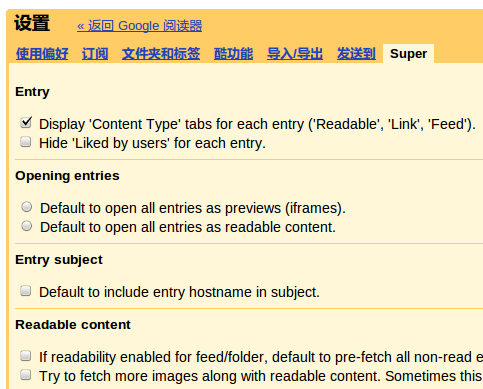 设置 « 返回 Google 阅读器
使用偏好 订阅 文件夹和标签 酷功能 导入/导出 发送到 Super
Entry
Display 'Content Type' tabs for each entry ('Readable', 'Link', 'Feed').
Hide 'Liked by users' for each entry.
Opening entries
Default to open all entries as previews (iframes).
Default to open all entries as readable content.
Entry subject
Default to include entry hostname in subject.
Readable content
If readability enabled for feed/folder, default to pre-fetch all non-read e
Try to fetch more images along with readable content. Sometimes this